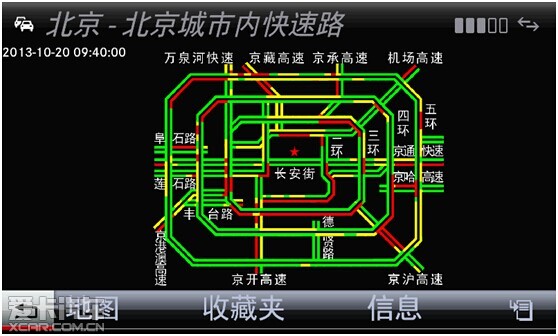 北京 - 北京城市内快速路
2013-10-20 09:40:00
万泉河快速 京藏高速 京承高速 机场高速
五环
四环
三环
二环
阜石路
京通快速
长安街
莲石路
京哈高速
丰台路
德贤路
京港澳高速
京开高速
京沪高速
地图 收藏夹 信息
爱卡汽车
XCAR.COM.CN